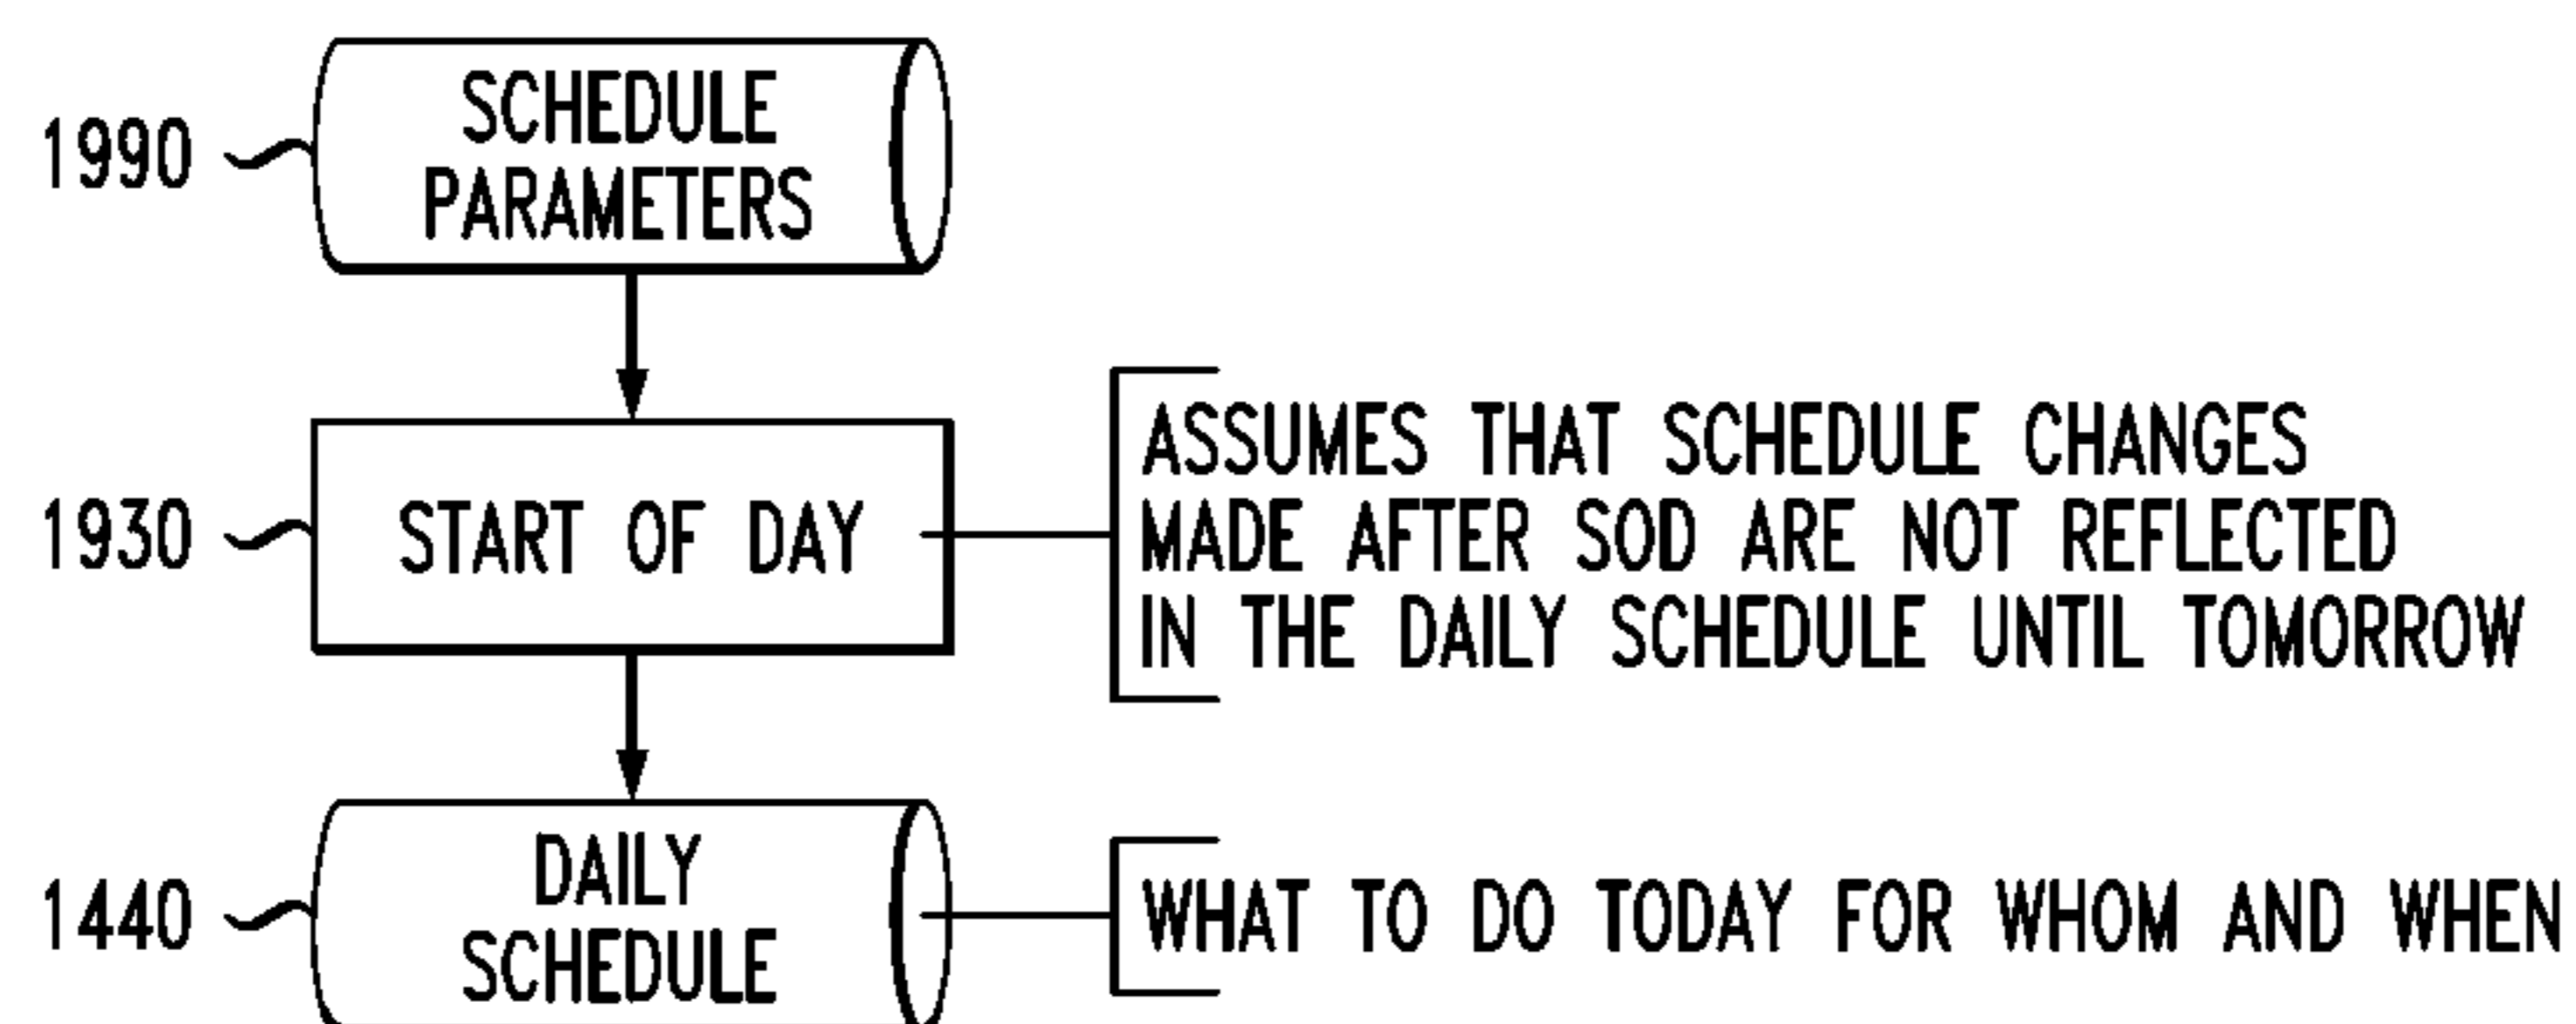 SCHEDULE
PARAMETERS
1990
START OF DAY
1930
ASSUMES THAT SCHEDULE CHANGES
MADE AFTER SOD ARE NOT REFLECTED
IN THE DAILY SCHEDULE UNTIL TOMORROW
DAILY
SCHEDULE
1440
WHAT TO DO TODAY FOR WHOM AND WHEN